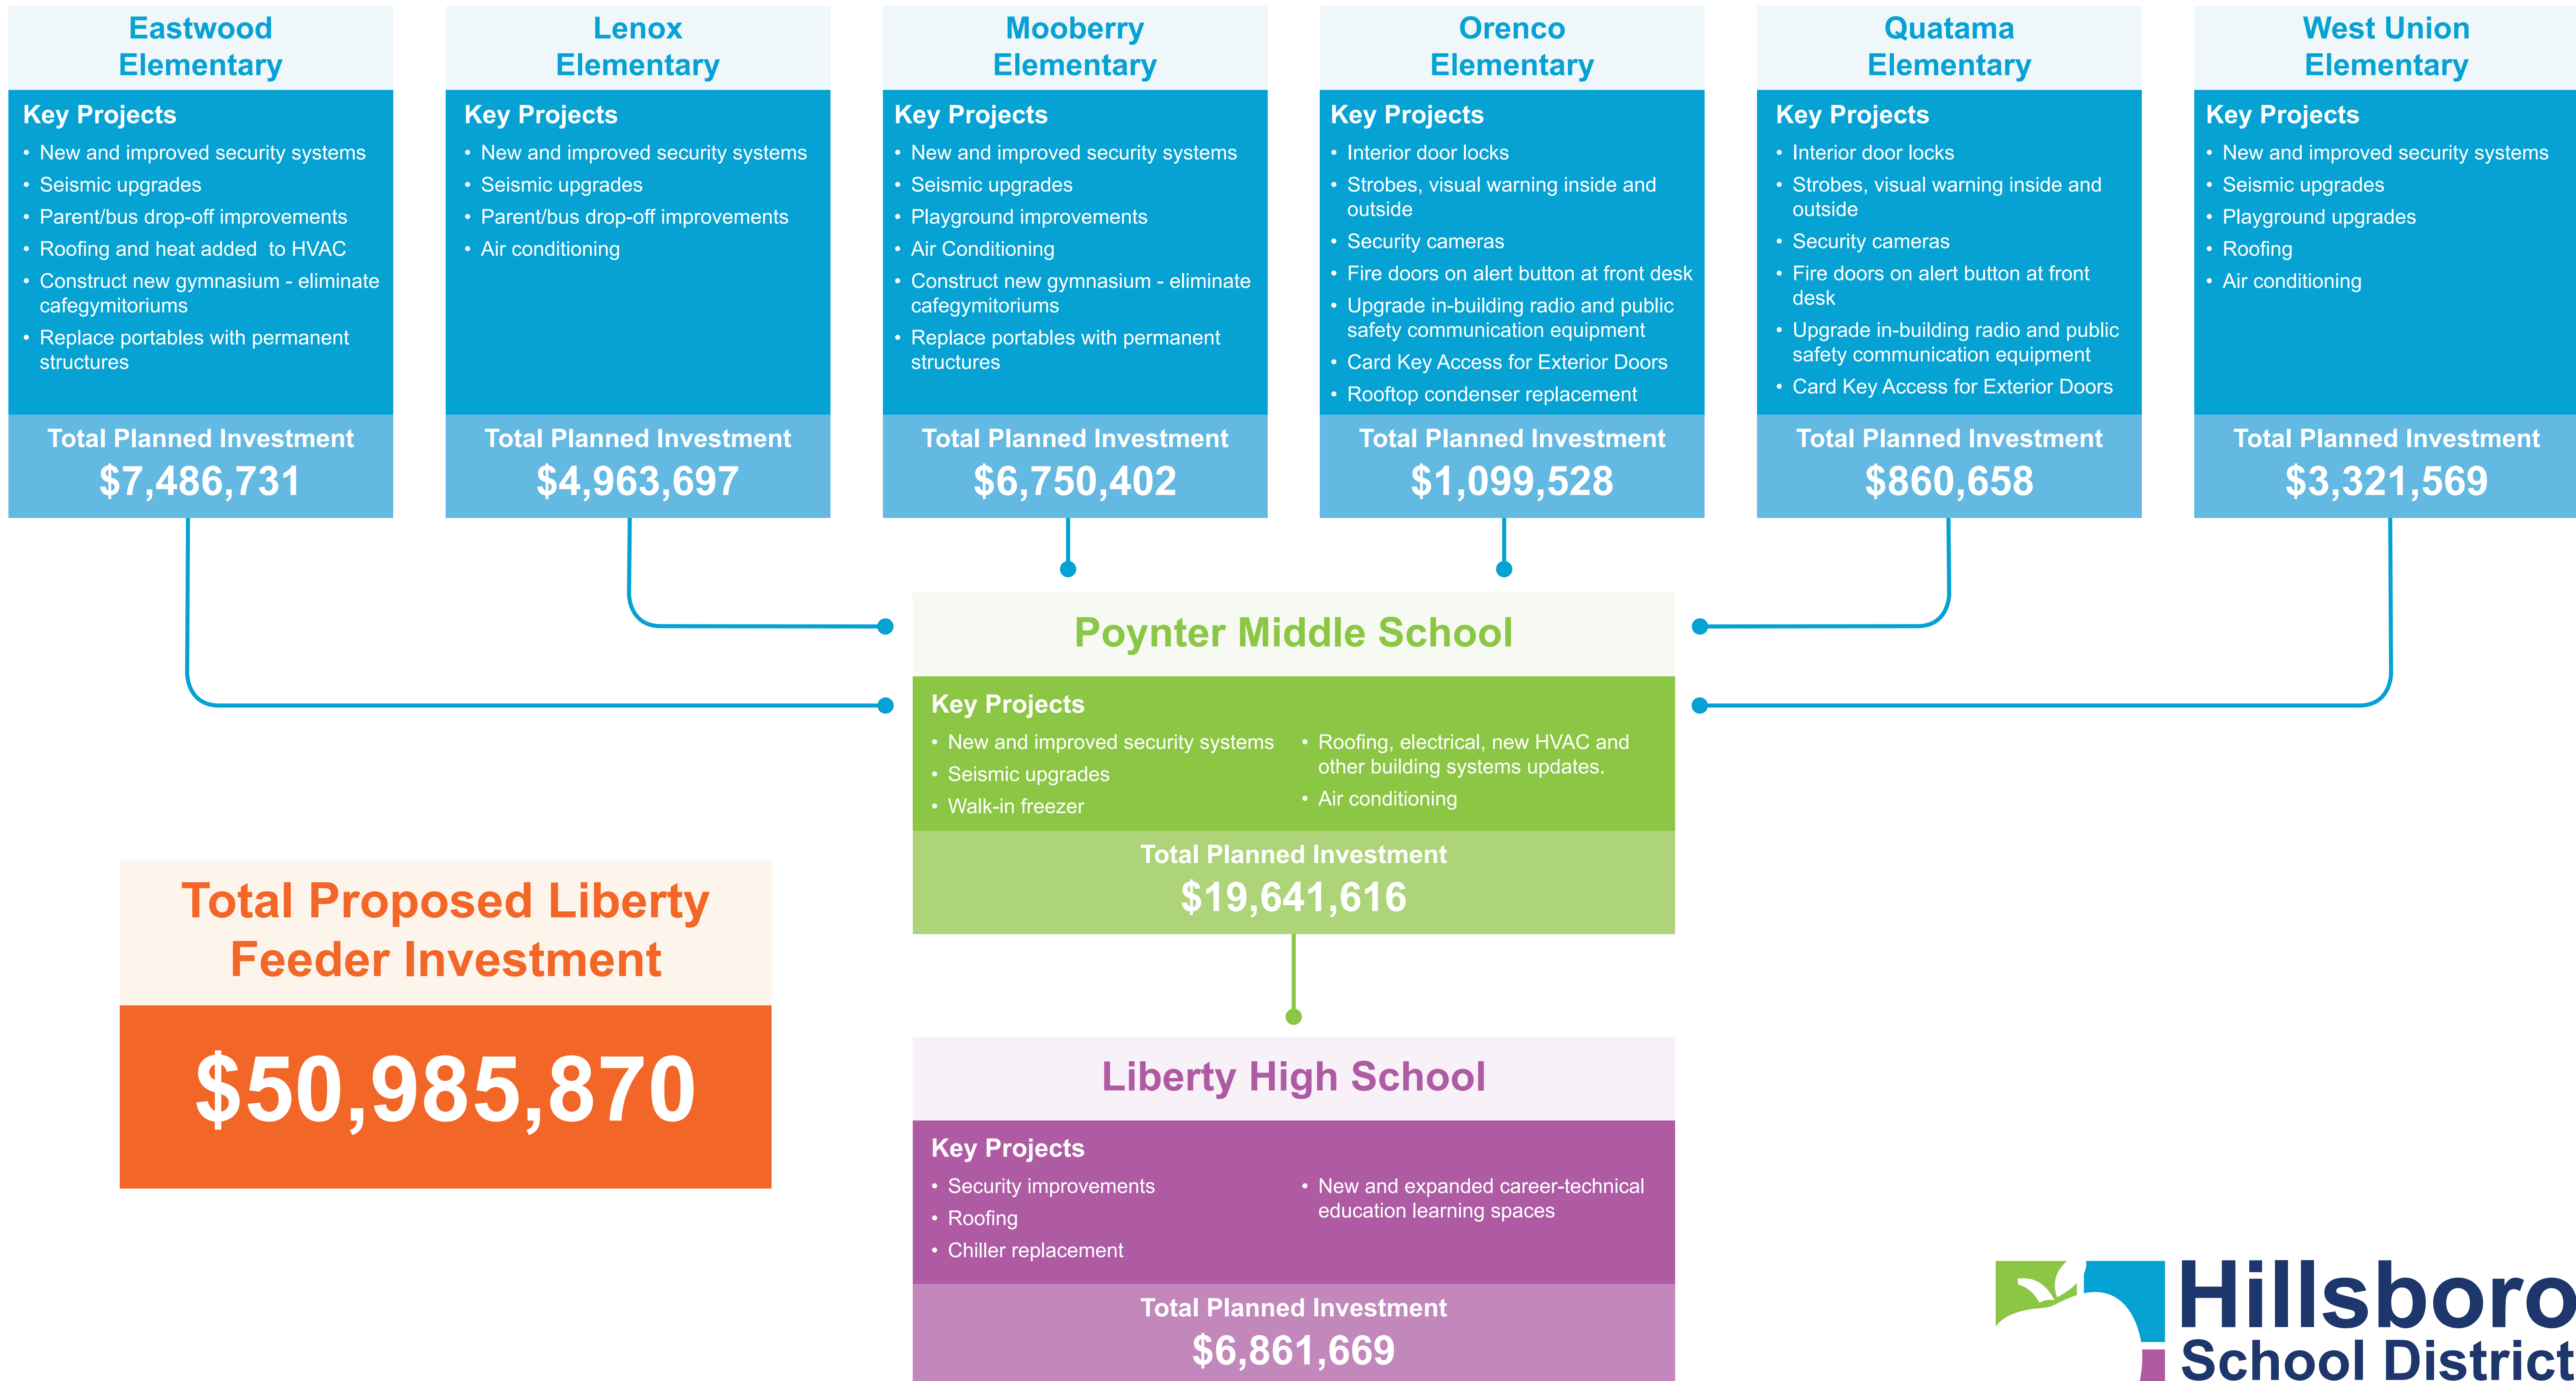 Eastwood
Elementary
Key Projects
• New and improved security systems
• Seismic upgrades
• Parent/bus drop-off improvements
• Roofing and heat added  to HVAC
• Construct new gymnasium - eliminate
cafegymitoriums
• Replace portables with permanent
structures
Total Planned Investment
$7,486,731
Lenox
Elementary
Key Projects
• New and improved security systems
• Seismic upgrades
• Parent/bus drop-off improvements
• Air conditioning
Total Planned Investment
$4,963,697
Mooberry
Elementary
Key Projects
• New and improved security systems
• Seismic upgrades
• Playground improvements
• Air Conditioning
• Construct new gymnasium - eliminate
cafegymitoriums
• Replace portables with permanent
structures
Total Planned Investment
$6,750,402
Orenco
Elementary
Key Projects
• Interior door locks
• Strobes, visual warning inside and
outside
• Security cameras
• Fire doors on alert button at front desk
• Upgrade in-building radio and public
safety communication equipment
• Card Key Access for Exterior Doors
• Rooftop condenser replacement
Total Planned Investment
$1,099,528
Quatama
Elementary
Key Projects
• Interior door locks
• Strobes, visual warning inside and
outside
• Security cameras
• Fire doors on alert button at front
desk
• Upgrade in-building radio and public
safety communication equipment
• Card Key Access for Exterior Doors
Total Planned Investment
$860,658
West Union
Elementary
Key Projects
• New and improved security systems
• Seismic upgrades
• Playground upgrades
• Roofing
• Air conditioning
Total Planned Investment
$3,321,569
Poynter Middle School
Key Projects
• New and improved security systems
• Seismic upgrades
• Walk-in freezer
• Roofing, electrical, new HVAC and
other building systems updates.
• Air conditioning
Total Planned Investment
$19,641,616
Total Proposed Liberty
Feeder Investment
$50,985,870
Liberty High School
Key Projects
• Security improvements
• Roofing
• Chiller replacement
• New and expanded career-technical
education learning spaces
Total Planned Investment
$6,861,669
Hillsboro
School District